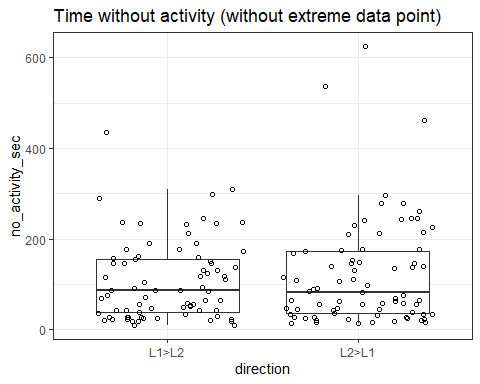 Time without activity (without extreme data point)
600
400
200
0
no_activity_sec
L1>L2
L2>L1
direction